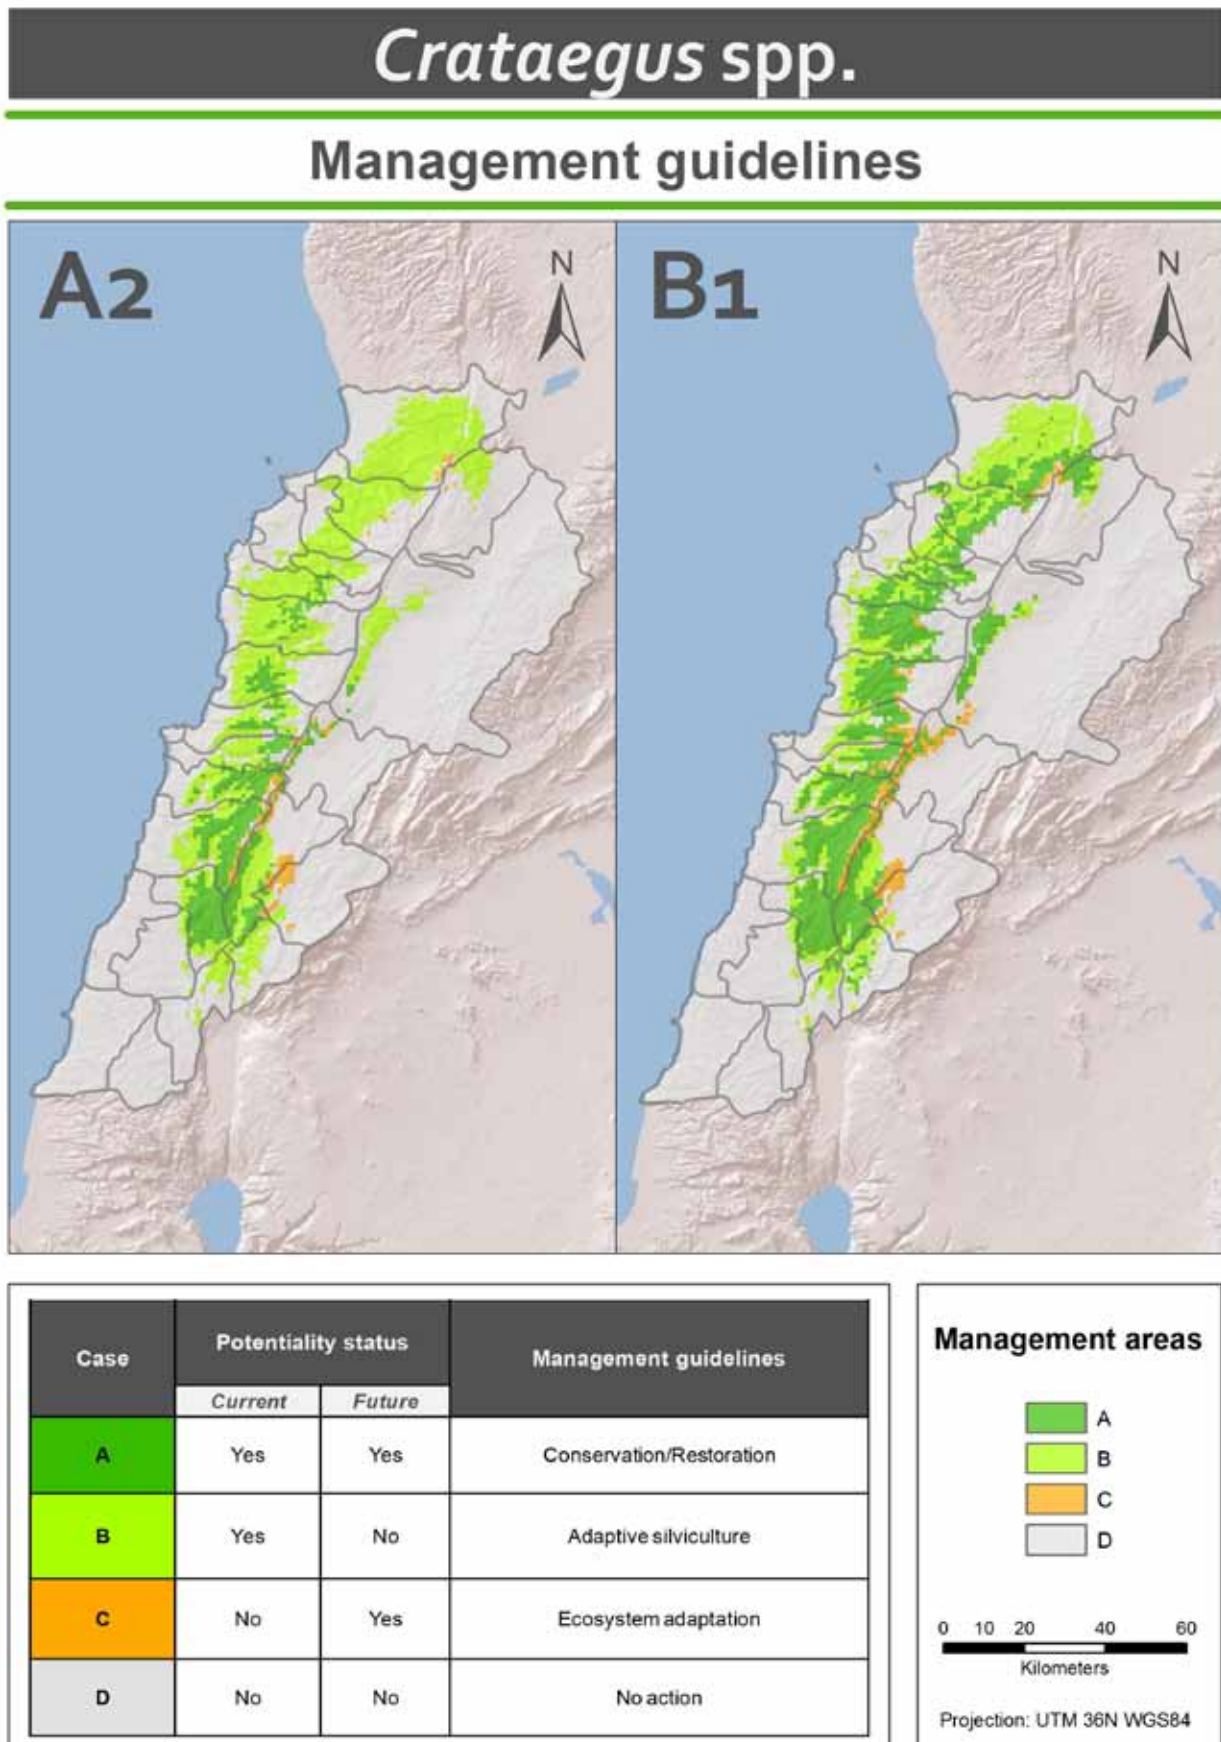 Crataegus spp.
Management guidelines
A2
N
B1
N
Case
Potentiality status
Management guidelines
Current
Future
A
Yes
Yes
Conservation/Restoration
B
Yes
No
Adaptive silviculture
C
No
Yes
Ecosystem adaptation
D
No
No
No action
Management areas
A
B
C
D
0 10 20 40 60
Kilometers
Projection: UTM 36N WGS84